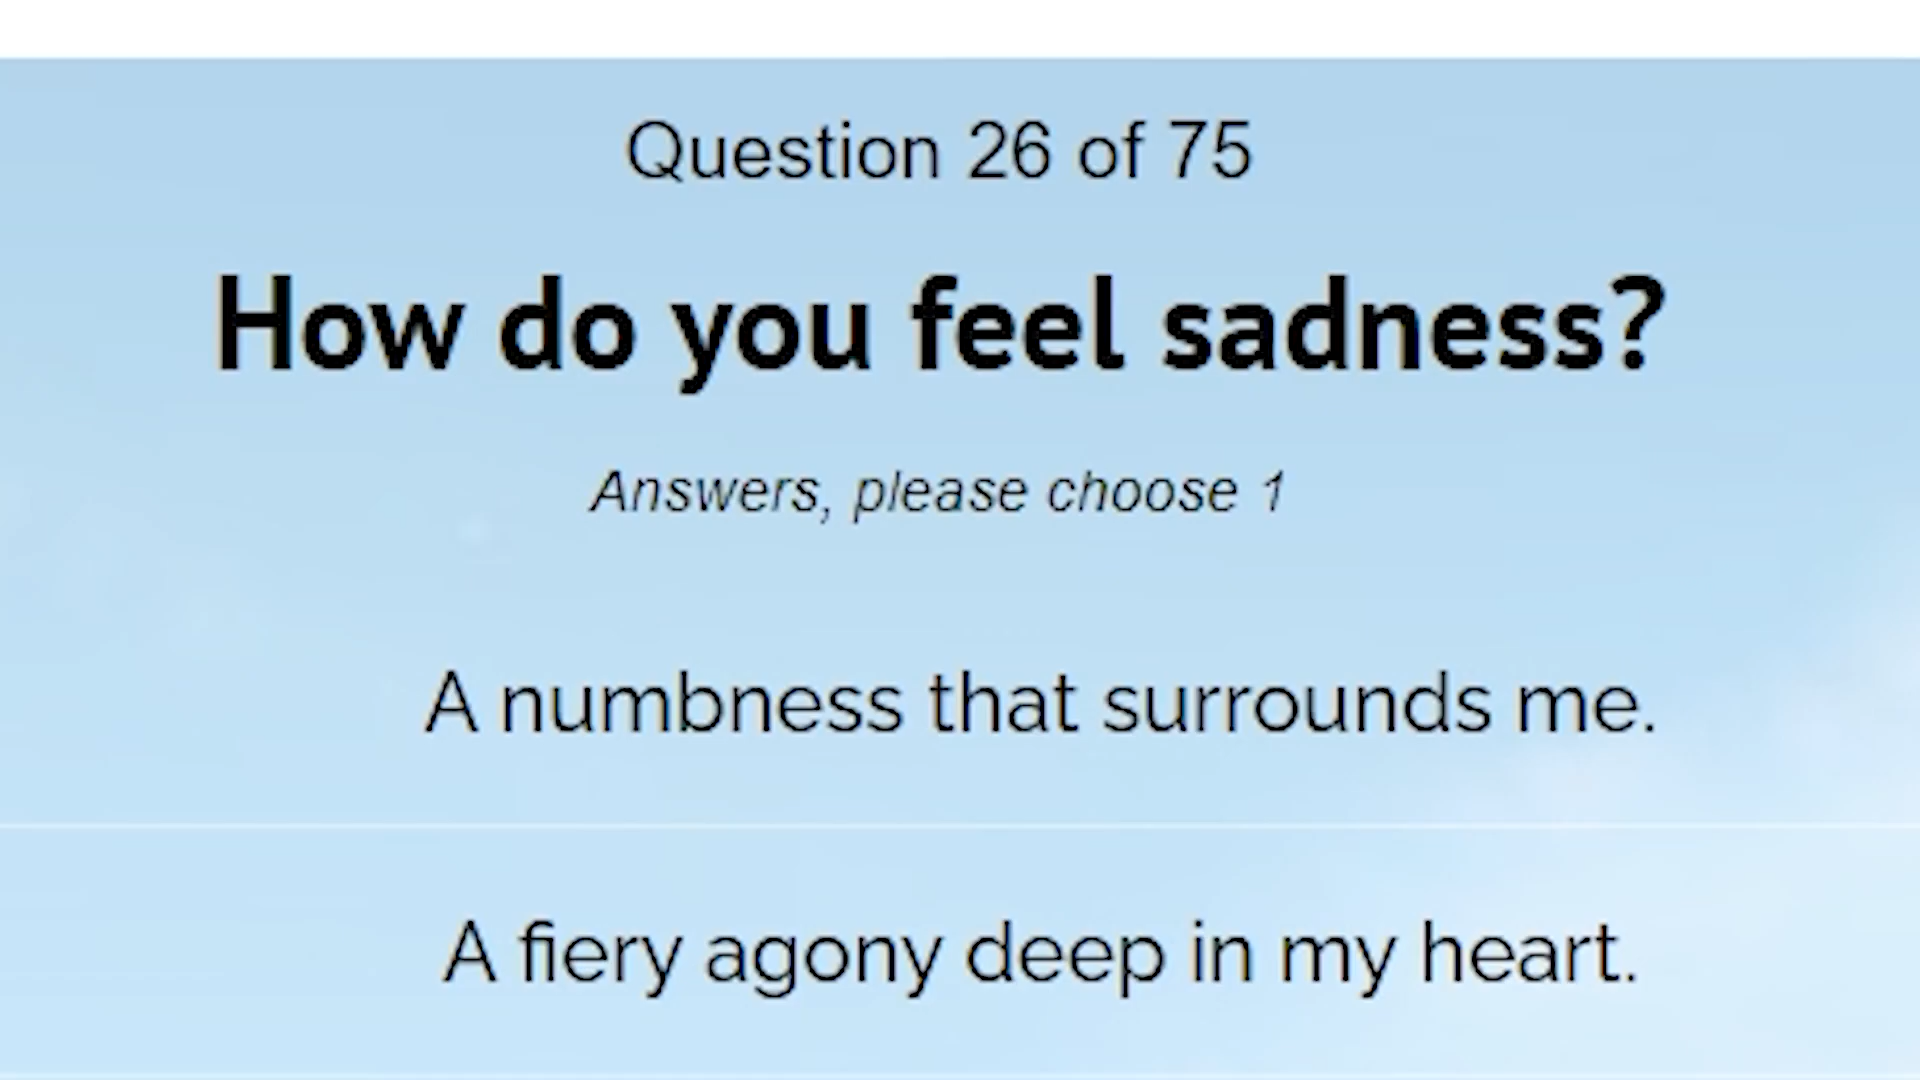 Question 26 of 75
How do you feel sadness?
Answers, please choose 1
A numbness that surrounds me.
A fiery agony deep in my heart.